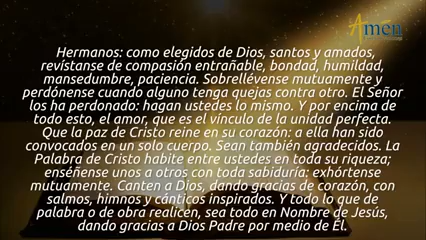 Amén
Hermanos: como elegidos de Dios, santos y amados,
revístanse de compasión entrañable, bondad, humildad,
mansedumbre, paciencia. Sobrellévense mutuamente y
perdónense cuando alguno tenga quejas contra otro. El Señor
los ha perdonado: hagan ustedes lo mismo. Y por encima de
todo esto, el amor, que es el vínculo de la unidad perfecta.
Que la paz de Cristo reine en su corazón: a ella han sido
convocados en un solo cuerpo. Sean también agradecidos. La
Palabra de Cristo habite entre ustedes en toda su riqueza;
enséñense unos a otros con toda sabiduría: exhórtense
mutuamente. Canten a Dios, dando gracias de corazón, con
salmos, himnos y cánticos inspirados. Y todo lo que de
palabra o de obra realicen, sea todo en Nombre de Jesús,
dando gracias a Dios Padre por medio de Él.